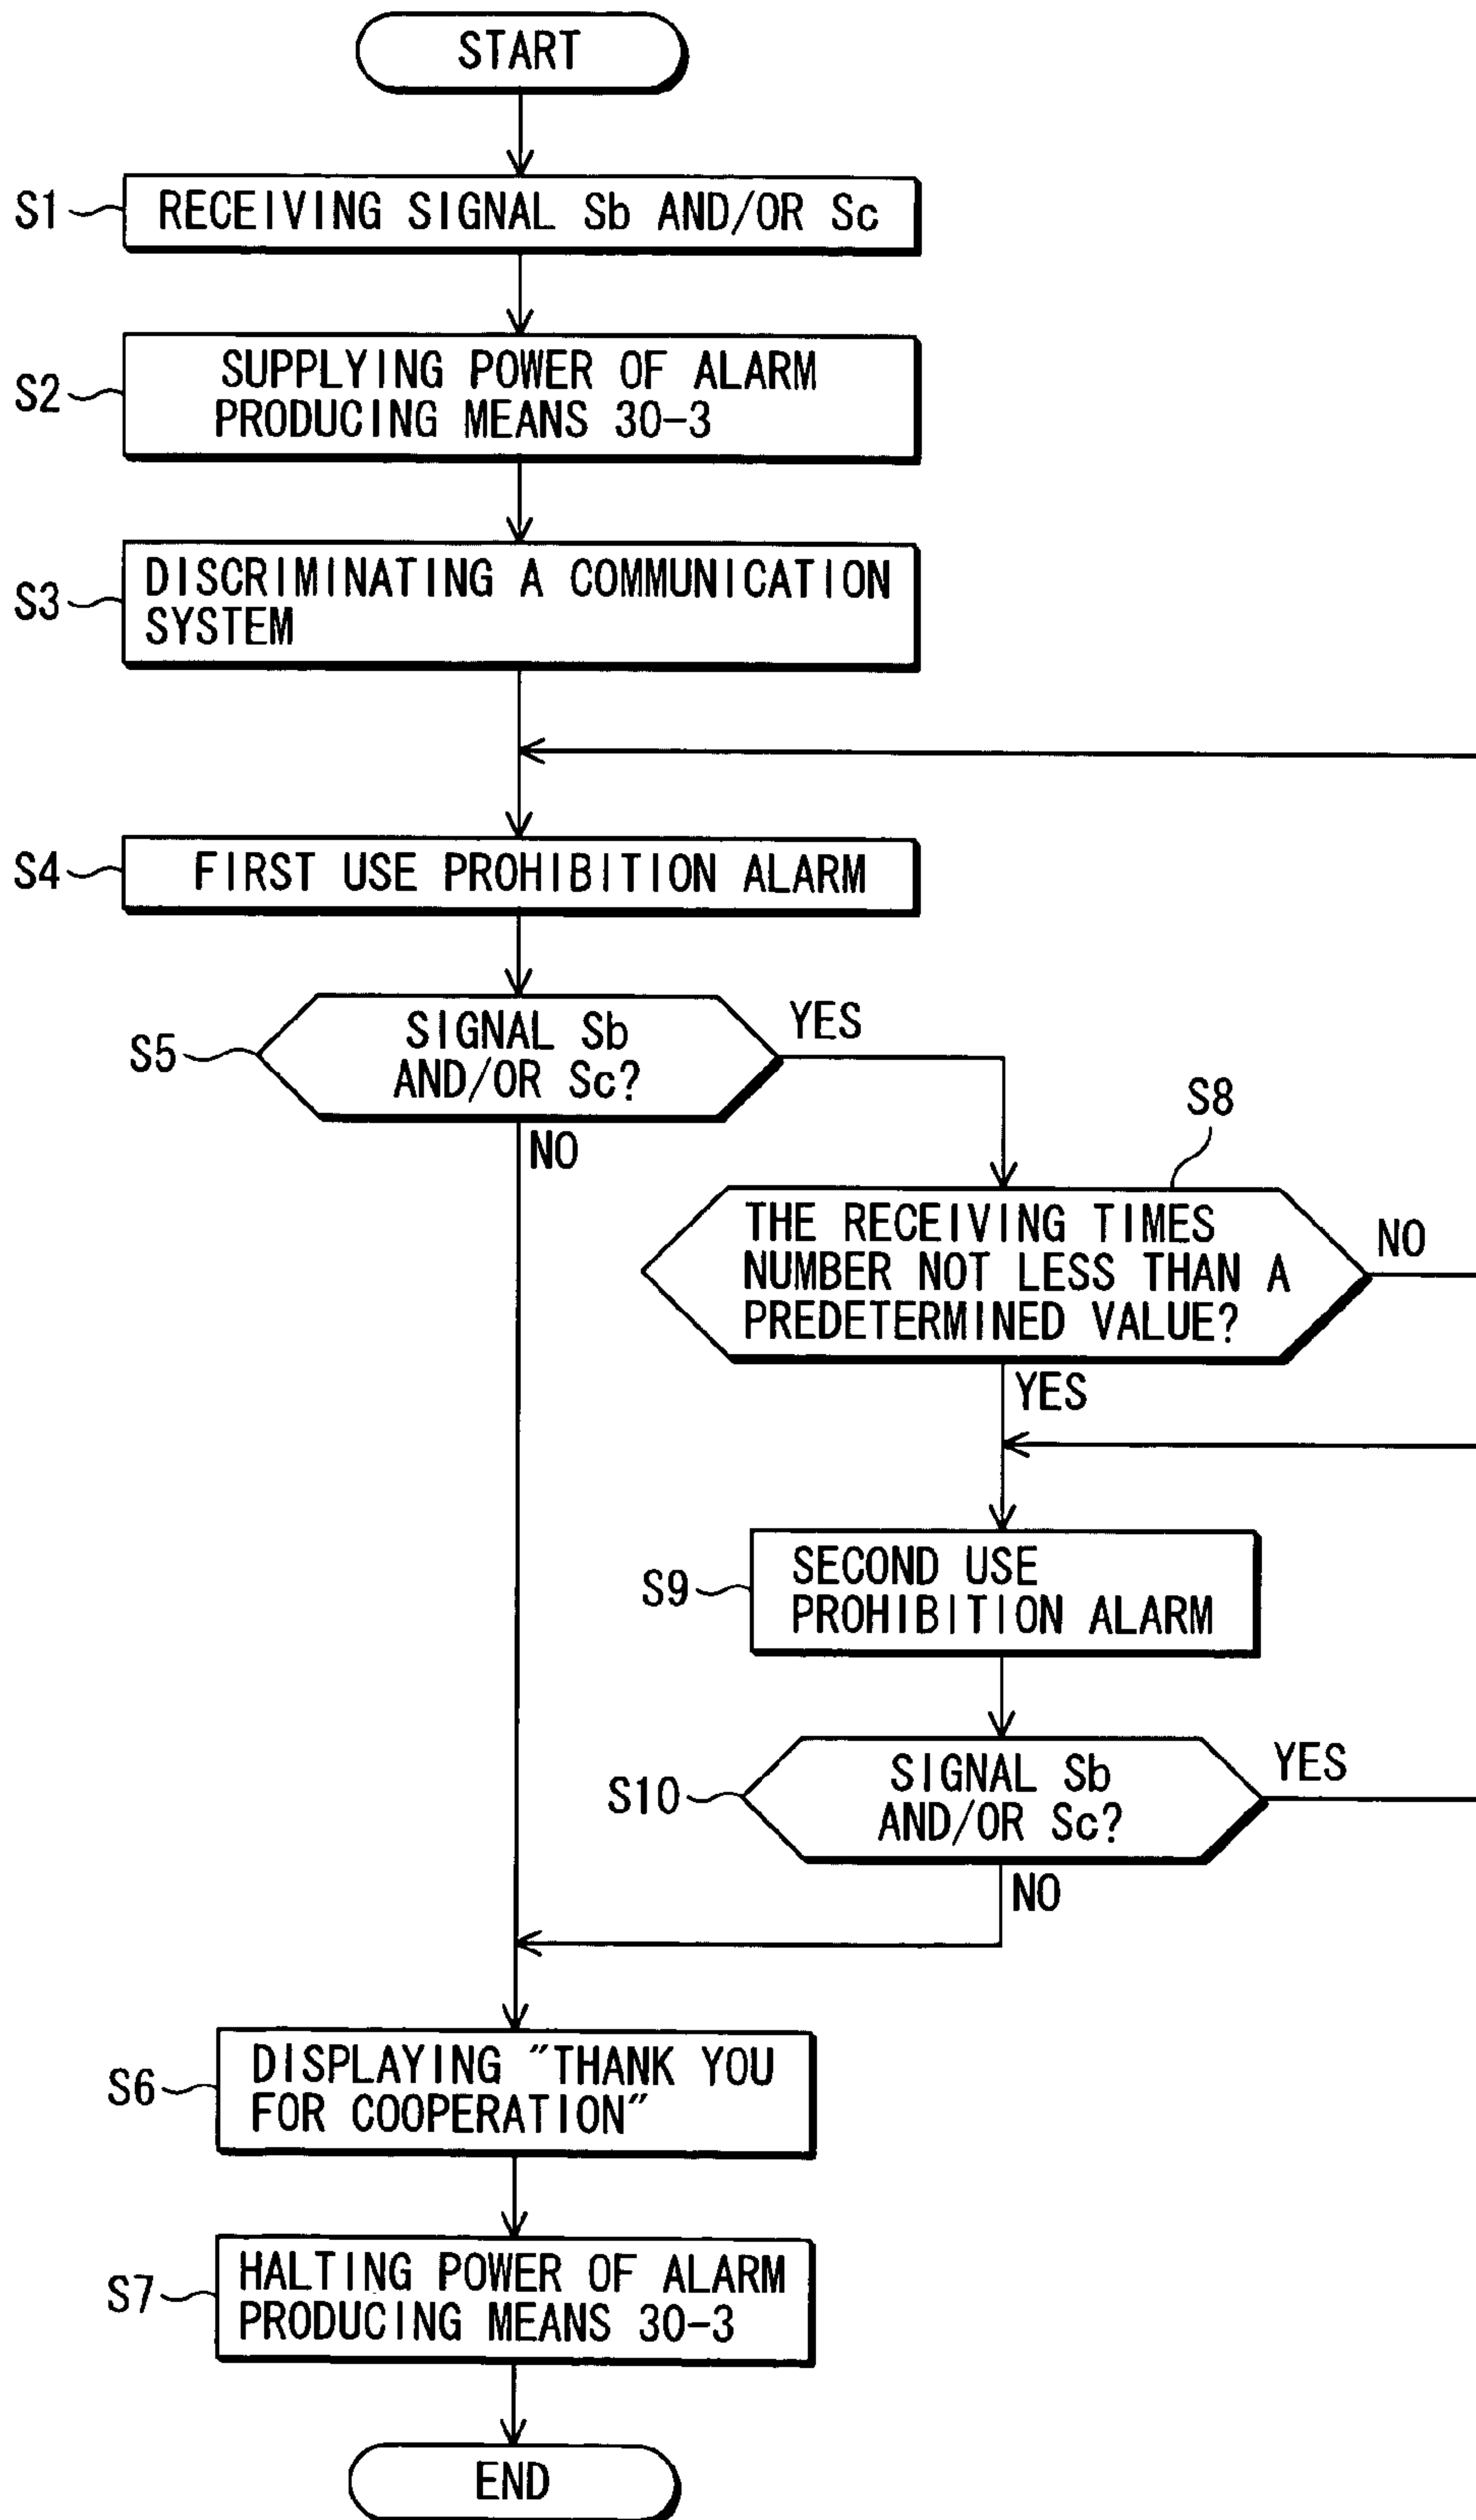 START
S1
RECEIVING SIGNAL Sb AND/OR Sc
S2
SUPPLYING POWER OF ALARM
PRODUCING MEANS 30-3
S3
DISCRIMINATING A COMMUNICATION
SYSTEM
S4
FIRST USE PROHIBITION ALARM
S5
SIGNAL Sb
AND/OR Sc?
YES
NO
S8
THE RECEIVING TIMES
NUMBER NOT LESS THAN A
PREDETERMINED VALUE?
NO
YES
S9
SECOND USE
PROHIBITION ALARM
S10
SIGNAL Sb
AND/OR Sc?
YES
NO
S6
DISPLAYING "THANK YOU
FOR COOPERATION"
S7
HALTING POWER OF ALARM
PRODUCING MEANS 30-3
END